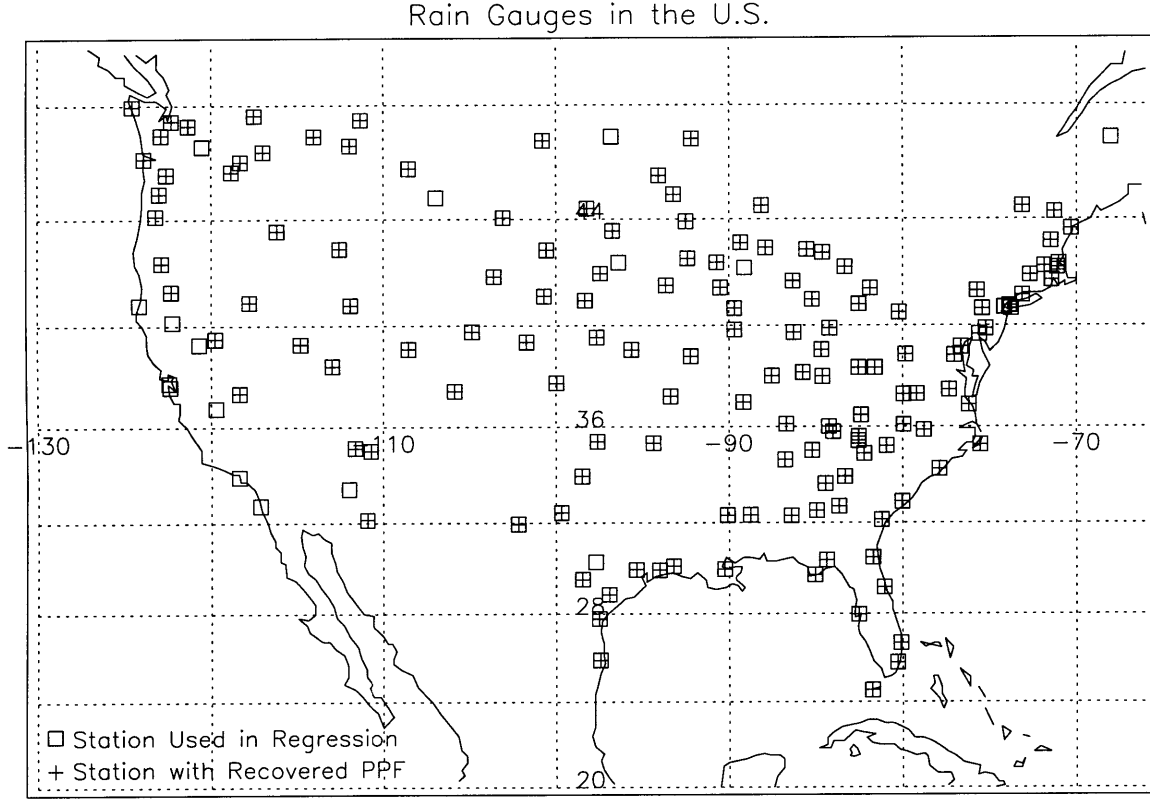 Rain Gauges in the U.S.
44
36
-130
-110
-90
-70
28
□ Station Used in Regression
+ Station with Recovered PPF
20